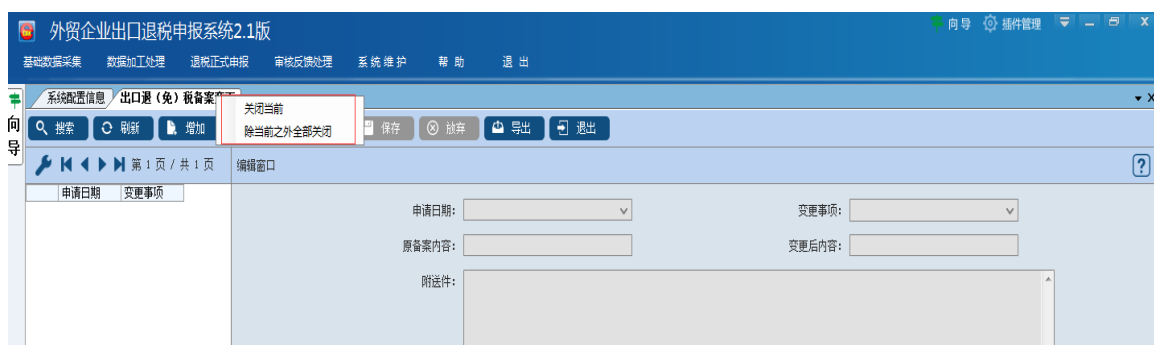 外贸企业出口退税申报系统2.1版
向导 插件管理
基础数据采集 数据加工处理 退税正式申报 审核反馈处理 系统维护 帮助 退出
系统配置信息 出口退（免）税备案变更
关闭当前
除当前之外全部关闭
向导
搜索 刷新 增加 保存 放弃 导出 退出
第1页/共1页 编辑窗口
申请日期 变更事项
申请日期： 变更事项：
原备案内容： 变更后内容：
附送件：